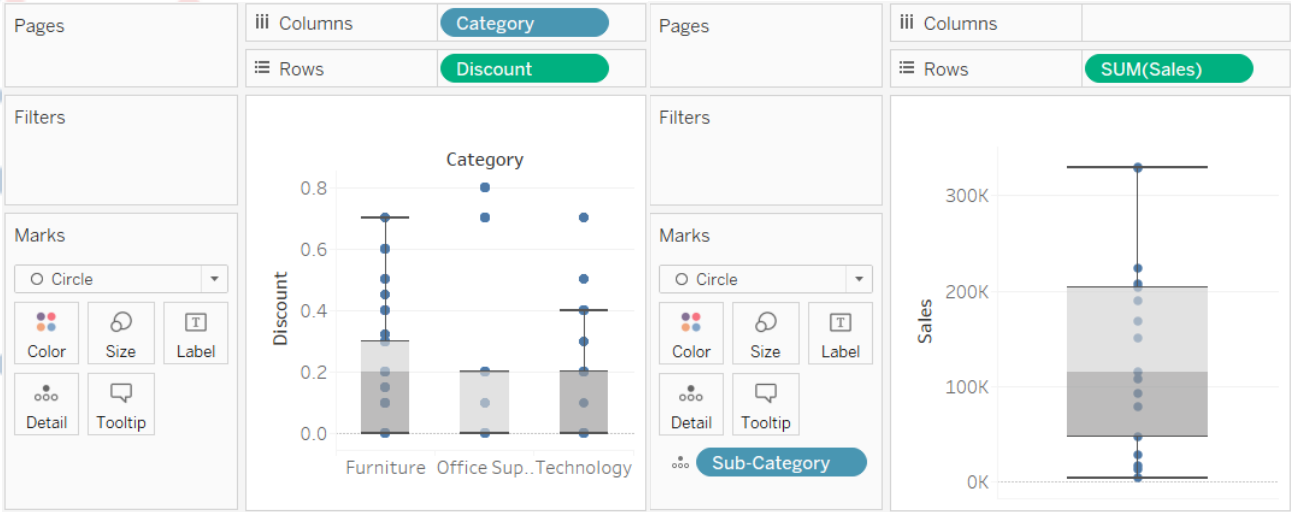 Pages
Columns
Category
Rows
Discount
Filters
Marks
Circle
Color
Size
T
Label
Detail
Tooltip
Category
Discount
0.8
0.6
0.4
0.2
0.0
Furniture
Office Sup..
Technology
Pages
Columns
Rows
SUM(Sales)
Filters
Marks
Circle
Color
Size
T
Label
Detail
Tooltip
Sub-Category
Sales
300K
200K
100K
0K